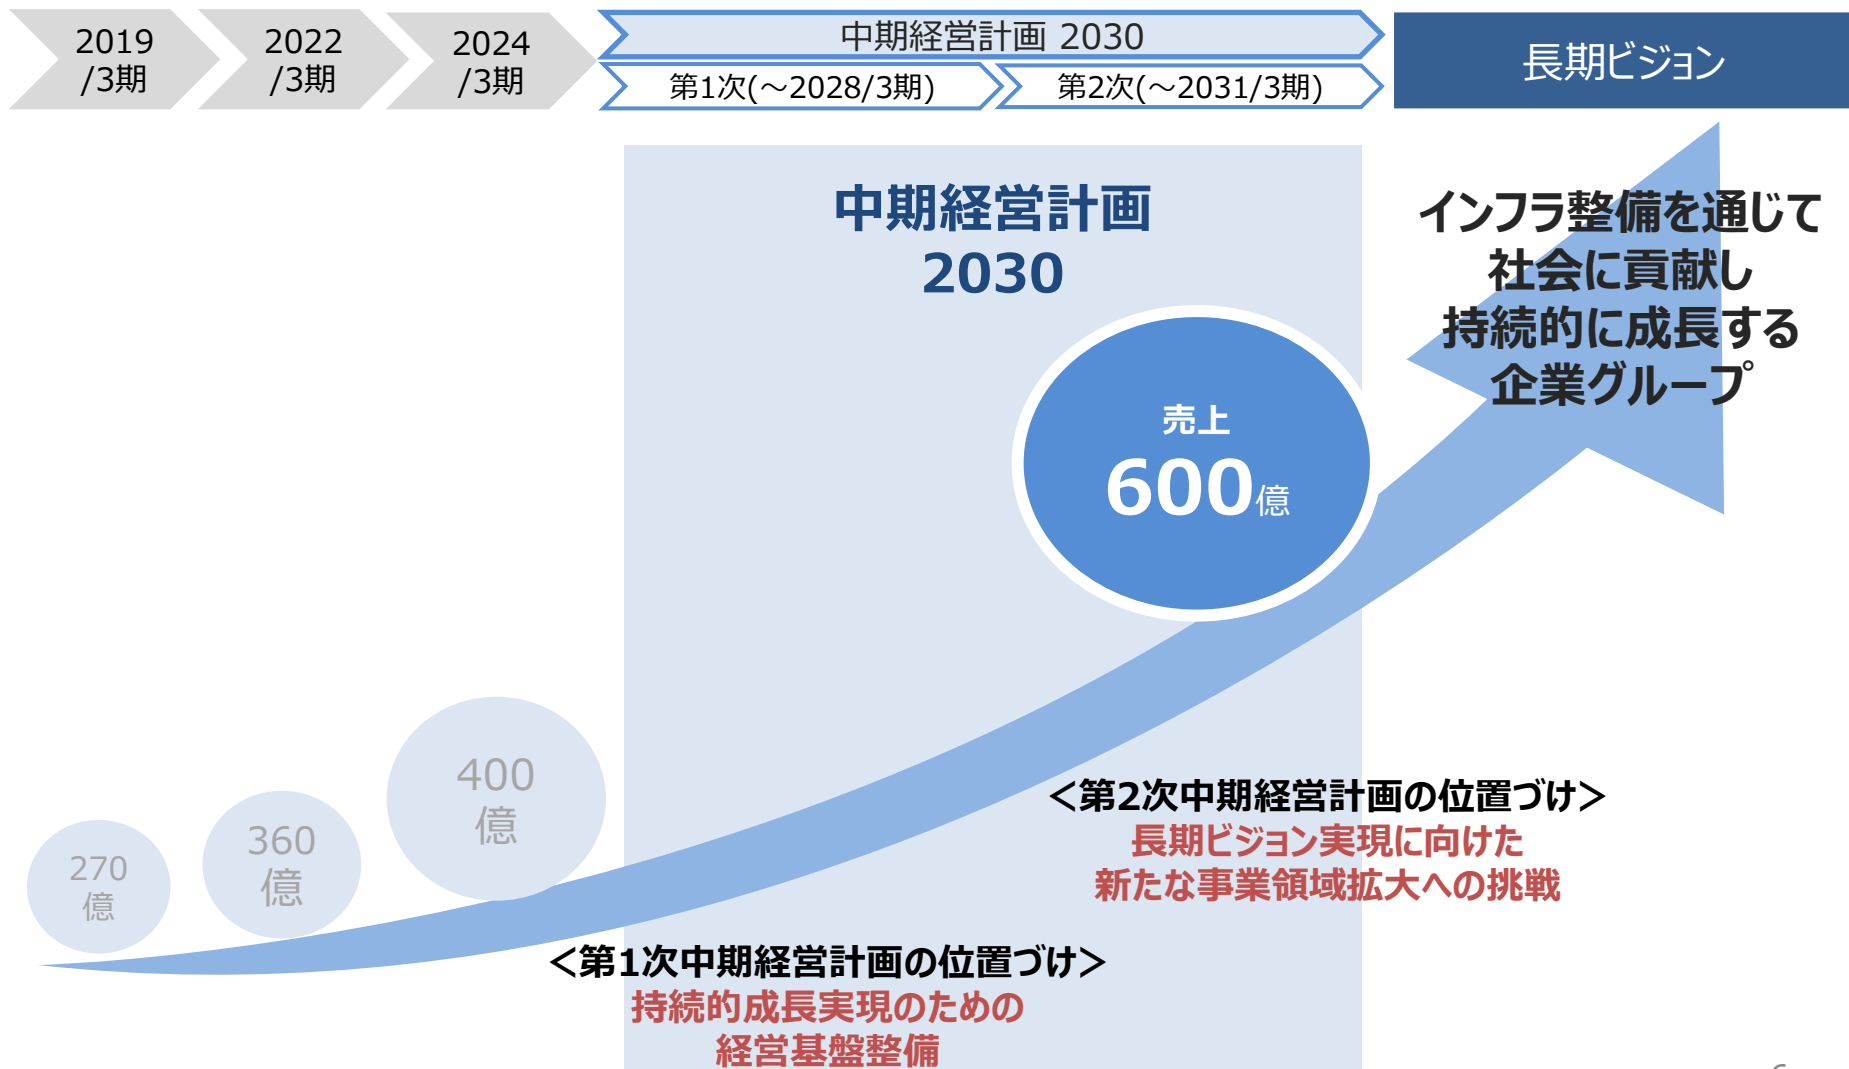 2019
/3期
2022
/3期
2024
/3期
中期経営計画 2030
第1次(～2028/3期)
第2次(～2031/3期)
長期ビジョン
中期経営計画
2030
インフラ整備を通じて
社会に貢献し
持続的に成長する
企業グループ
売上
600億
400
億
360
億
270
億
＜第2次中期経営計画の位置づけ＞
長期ビジョン実現に向けた
新たな事業領域拡大への挑戦
＜第1次中期経営計画の位置づけ＞
持続的成長実現のための
経営基盤整備